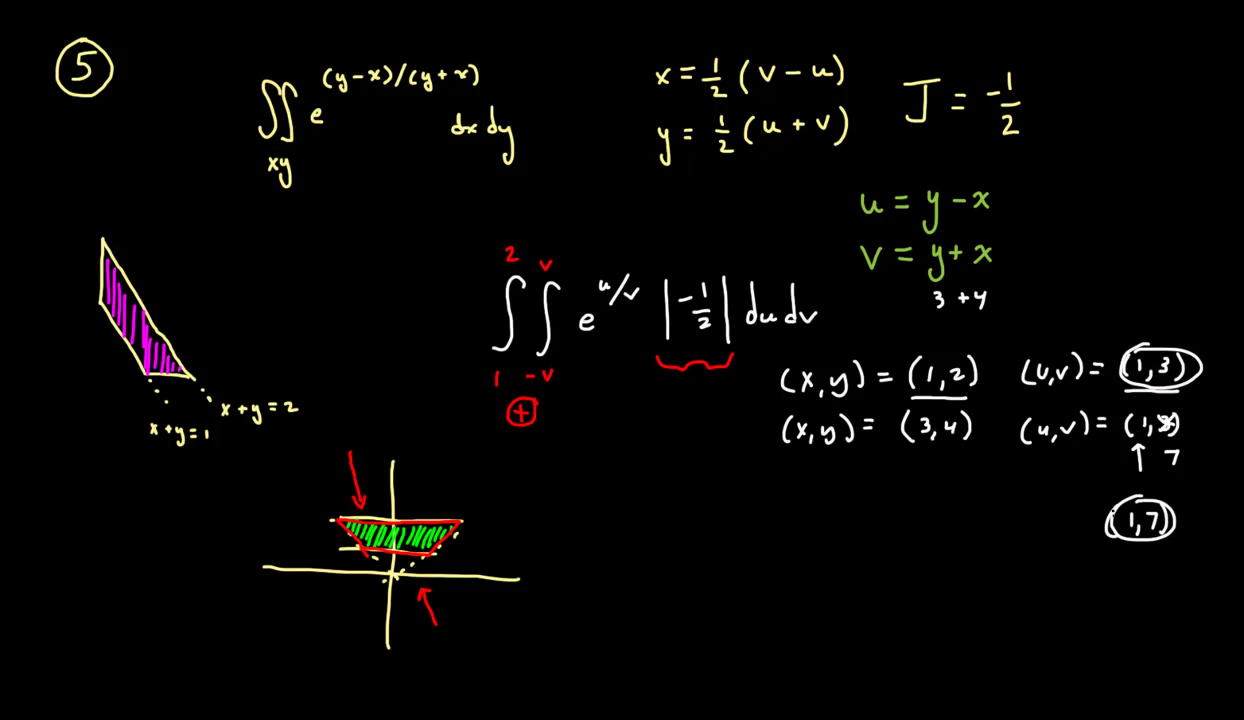 5
∬ e^{(y-x)/(y+x)} dx dy
xy
x = 1/2 (v - u)
y = 1/2 (u + v)
J = -1/2
u = y - x
v = y + x
3 + 4
x + y = 2
x + y = 1
2 v
∫∫ e^{u/v} |-1/2| du dv
1 -v
+
(x,y) = (1,2) (u,v) = (1,3)
(x,y) = (3,4) (u,v) = (1, )
↑ 7
(1,7)